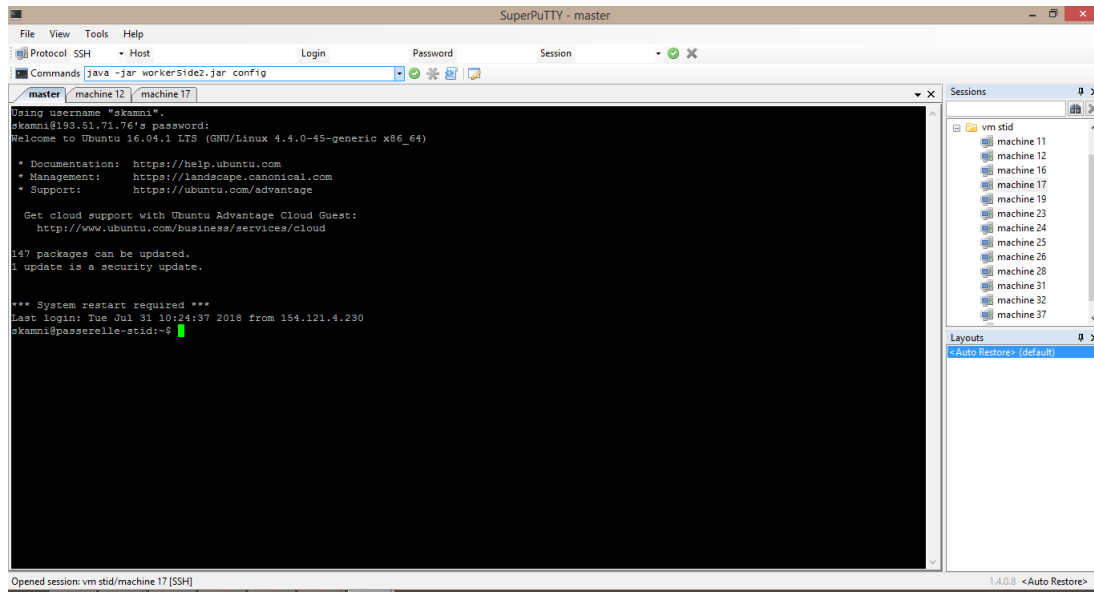 SuperPuTTY - master
File View Tools Help
Protocol SSH Host Login Password Session
Commands java -jar workerSide2.jar config
master machine 12 machine 17
Using username "skamni".
skamni@193.51.71.76's password:
Welcome to Ubuntu 16.04.1 LTS (GNU/Linux 4.4.0-45-generic x86_64)
* Documentation: https://help.ubuntu.com
* Management: https://landscape.canonical.com
* Support: https://ubuntu.com/advantage
Get cloud support with Ubuntu Advantage Cloud Guest:
http://www.ubuntu.com/business/services/cloud
147 packages can be updated.
1 update is a security update.
*** System restart required ***
Last login: Tue Jul 31 10:24:37 2018 from 154.121.4.230
skamni@passerelle-stid:~$
Sessions
vm stid
machine 11
machine 12
machine 16
machine 17
machine 19
machine 23
machine 24
machine 25
machine 26
machine 28
machine 31
machine 32
machine 37
Layouts
<Auto Restore> (default)
Opened session: vm stid/machine 17 [SSH]
1.4.0.8 <Auto Restore>